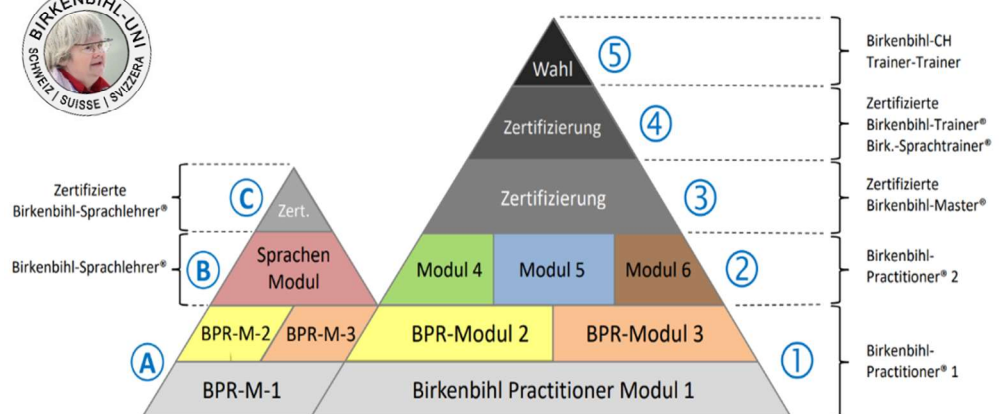 BIRKENBIHL-UNI
SCHWEIZ | SUISSE | SVIZZERA
Wahl
5
Birkenbihl-CH
Trainer-Trainer
Zertifizierung
4
Zertifizierte
Birkenbihl-Trainer®
Birk.-Sprachtrainer®
Zertifizierte
Birkenbihl-Sprachlehrer®
C
Zert.
Zertifizierung
3
Zertifizierte
Birkenbihl-Master®
Birkenbihl-Sprachlehrer®
B
Sprachen
Modul
Modul 4
Modul 5
Modul 6
2
Birkenbihl-
Practitioner® 2
A
BPR-M-2
BPR-M-3
BPR-Modul 2
BPR-Modul 3
1
Birkenbihl-
Practitioner® 1
BPR-M-1
Birkenbihl Practitioner Modul 1